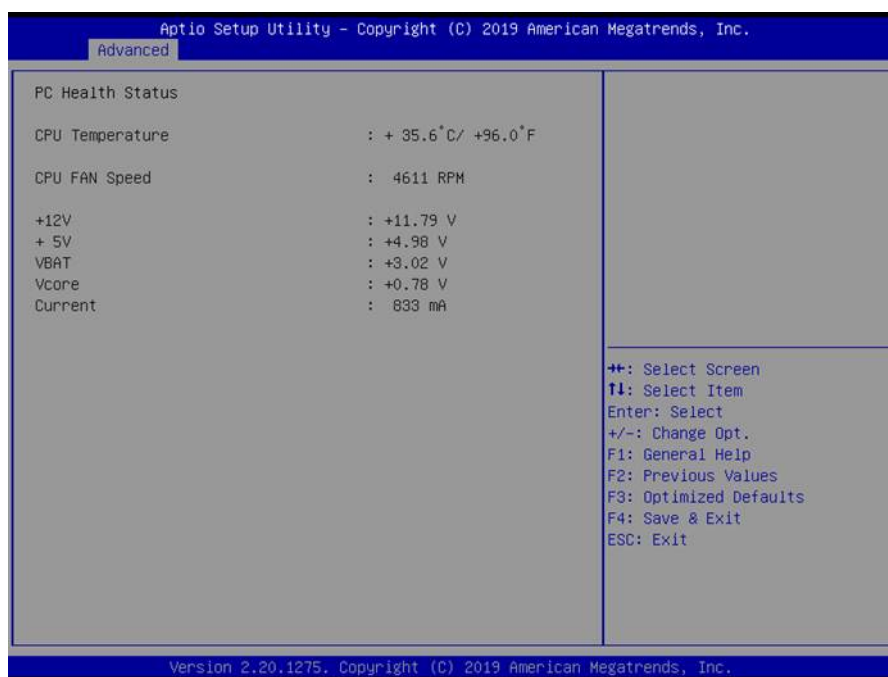 Aptio Setup Utility – Copyright (C) 2019 American Megatrends, Inc.
Advanced
PC Health Status
CPU Temperature : + 35.6°C/ +96.0°F
CPU FAN Speed : 4611 RPM
+12V : +11.79 V
+ 5V : +4.98 V
VBAT : +3.02 V
Vcore : +0.78 V
Current : 833 mA
→←: Select Screen
↑↓: Select Item
Enter: Select
+/-: Change Opt.
F1: General Help
F2: Previous Values
F3: Optimized Defaults
F4: Save & Exit
ESC: Exit
Version 2.20.1275. Copyright (C) 2019 American Megatrends, Inc.